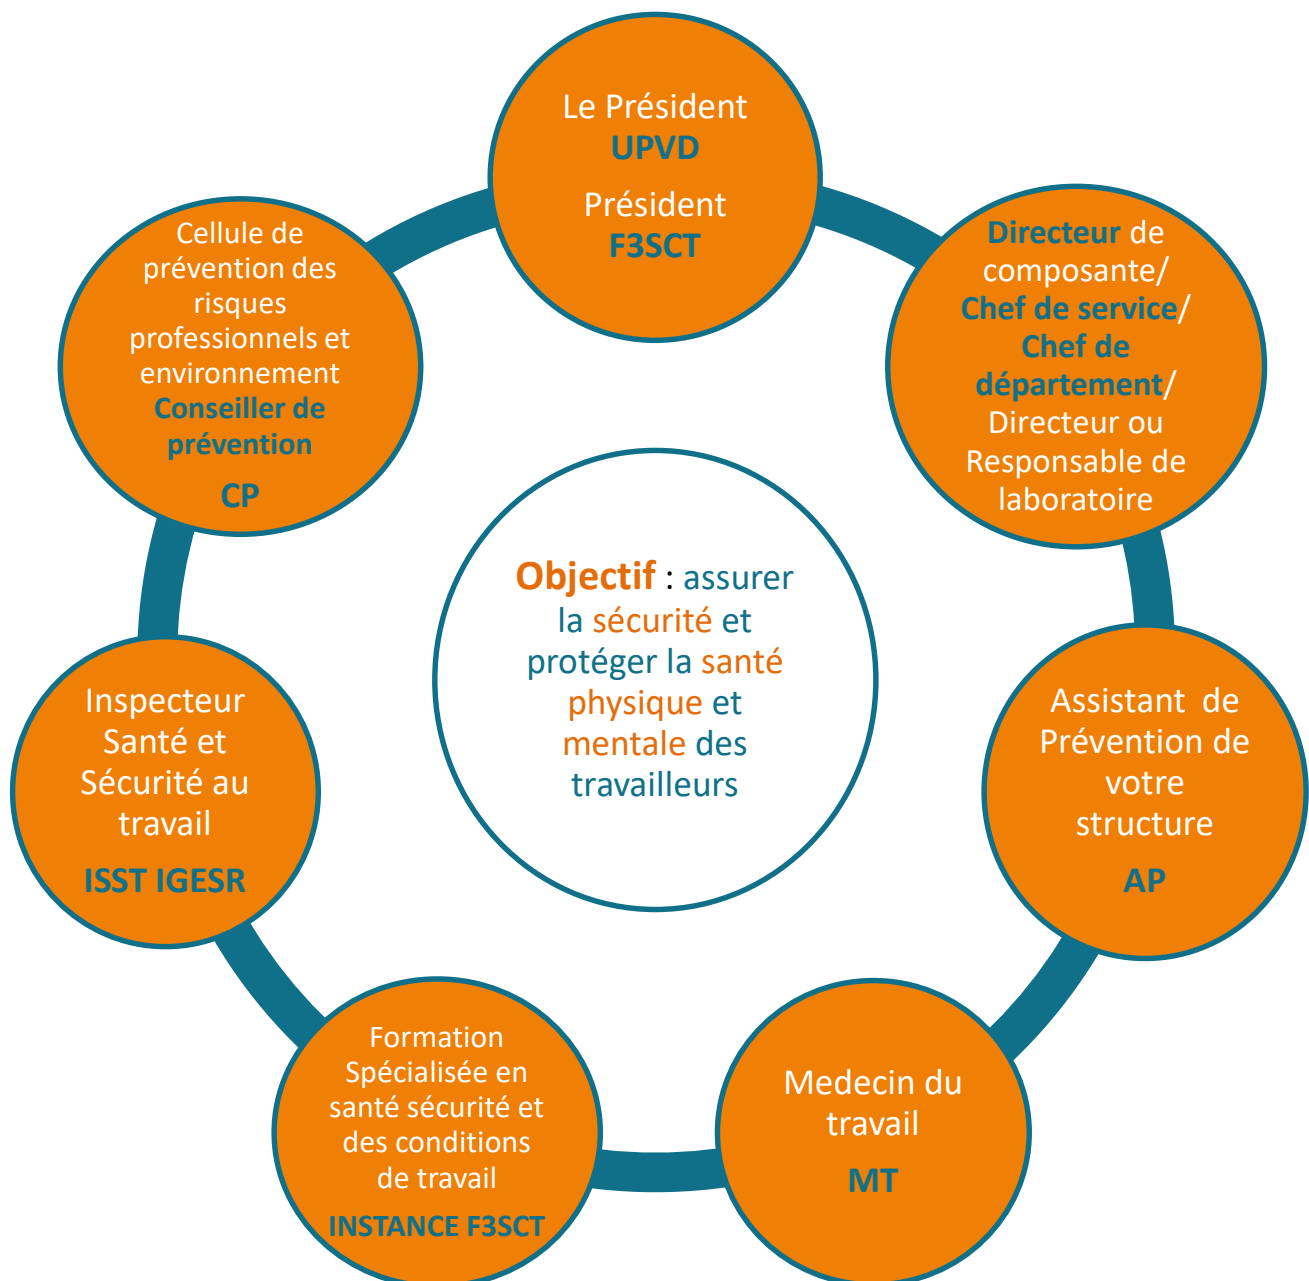 Le Président
UPVD
Président
F3SCT
Directeur de
composante/
Chef de service/
Chef de
département/
Directeur ou
Responsable de
laboratoire
Assistant de
Prévention de
votre
structure
AP
Medecin du
travail
MT
Formation
Spécialisée en
santé sécurité et
des conditions
de travail
INSTANCE F3SCT
Inspecteur
Santé et
Sécurité au
travail
ISST IGESR
Cellule de
prévention des
risques
professionnels et
environnement
Conseiller de
prévention
CP
Objectif : assurer
la sécurité et
protéger la santé
physique et
mentale des
travailleurs